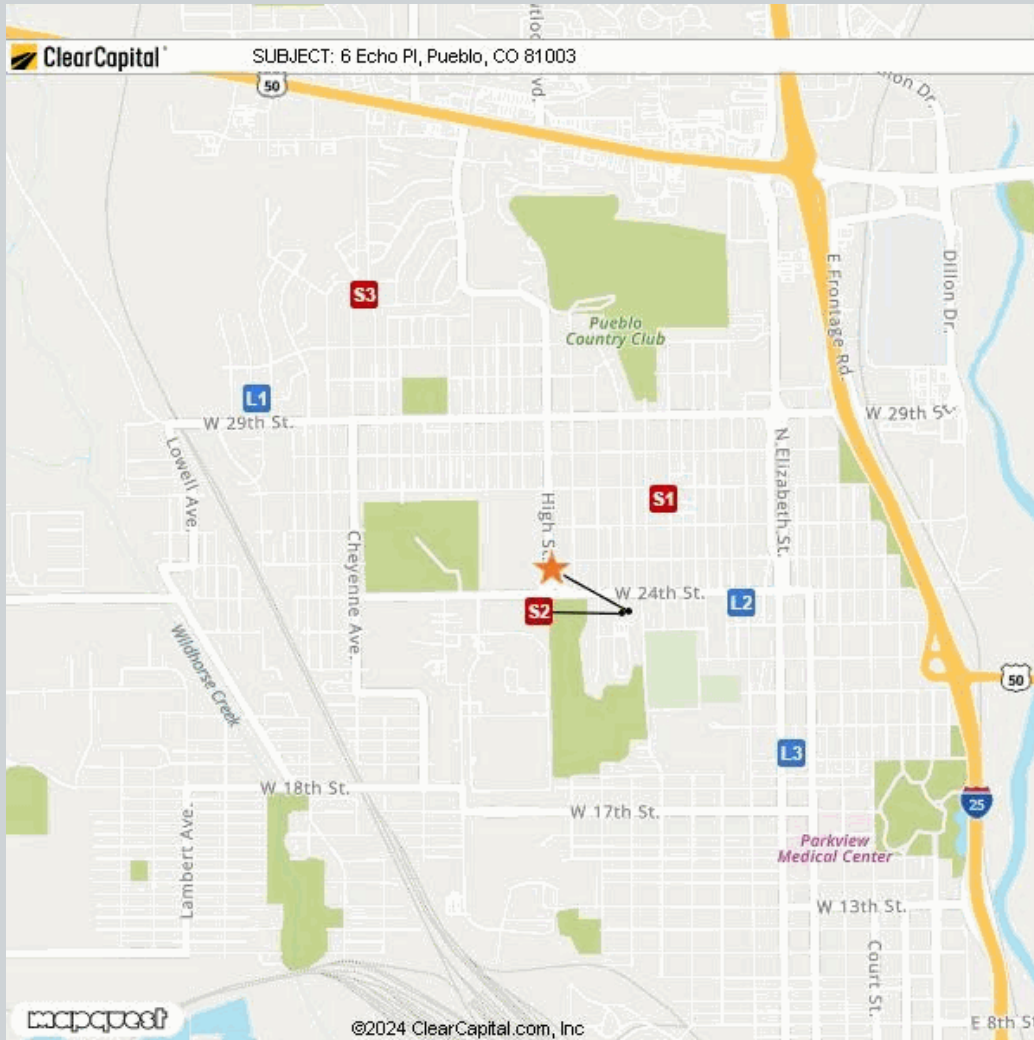 ClearCapital
SUBJECT: 6 Echo Pl, Pueblo, CO 81003
50
S3
Pueblo
Country Club
E Frontage Rd.
Dillon Dr.
L1
W 29th St.
W 29th St.
Lowell Ave.
Cheyenne Ave.
High St.
N Elizabeth St.
S1
W 24th St.
S2
L2
50
Wildhorse Creek
L3
W 18th St.
W 17th St.
25
Parkview
Medical Center
Lambert Ave.
W 13th St.
Court St.
E 8th St
mapquest
©2024 ClearCapital.com, Inc